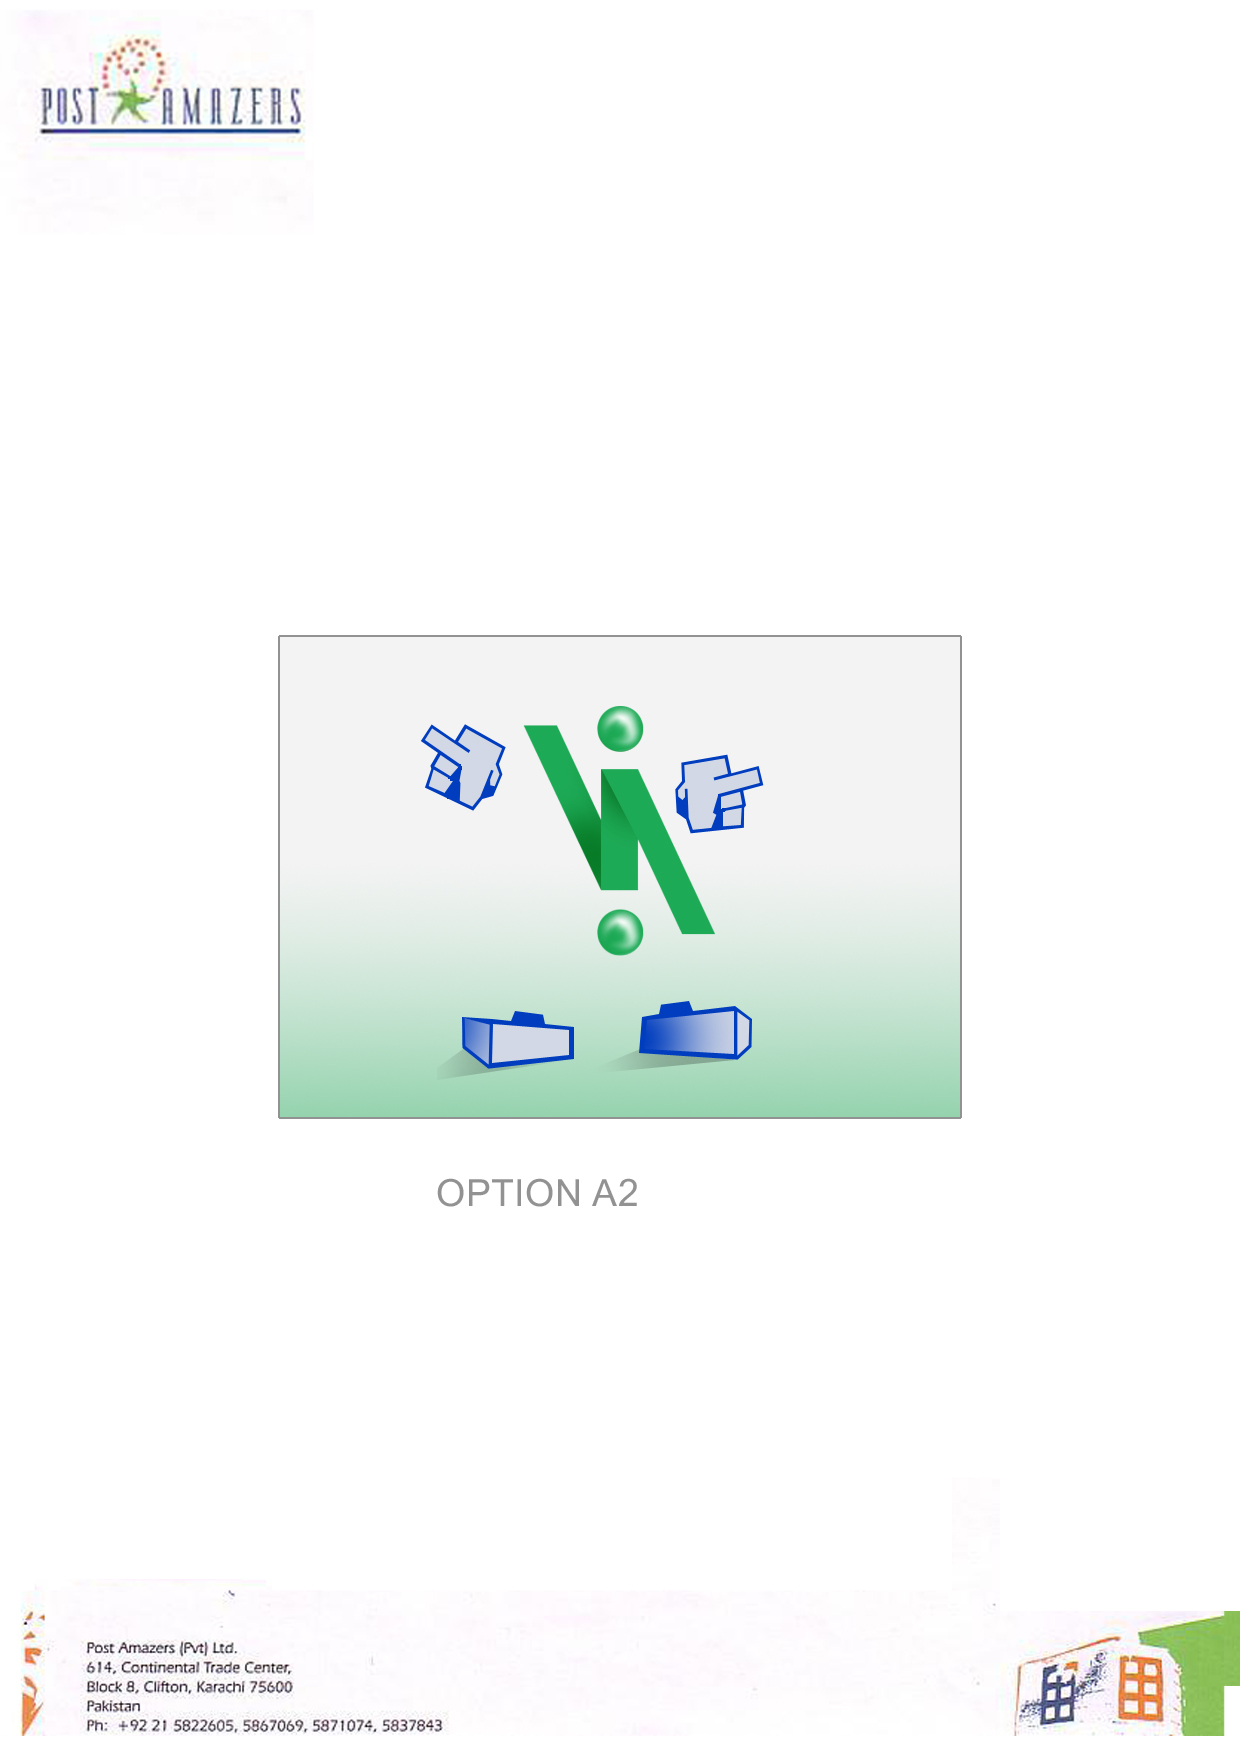 POST AMAZERS
OPTION A2
Post Amazers (Pvt) Ltd.
614, Continental Trade Center,
Block 8, Clifton, Karachi 75600
Pakistan
Ph: +92 21 5822605, 5867069, 5871074, 5837843